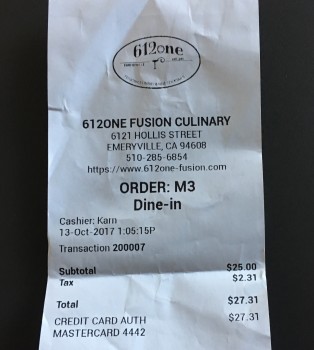 612one
612ONE FUSION CULINARY
6121 HOLLIS STREET
EMERYVILLE, CA 94608
510-285-6854
https://www.612one-fusion.com
ORDER: M3
Dine-in
Cashier: Karn
13-Oct-2017 1:05:15P
Transaction 200007
Subtotal $25.00
Tax $2.31
Total $27.31
CREDIT CARD AUTH $27.31
MASTERCARD 4442